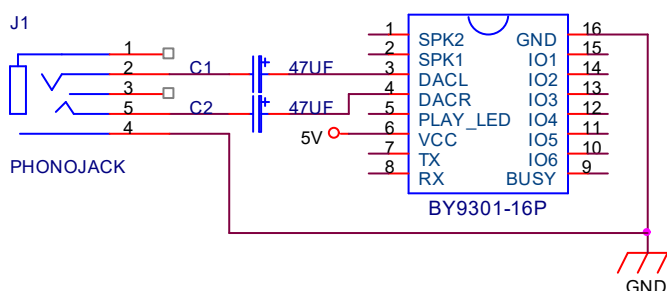 J1
1
2
3
5
4
PHONOJACK
C1
47UF
C2
47UF
5V
1 SPK2
2 SPK1
3 DACL
4 DACR
5 PLAY_LED
6 VCC
7 TX
8 RX
GND 16
IO1 15
IO2 14
IO3 13
IO4 12
IO5 11
IO6 10
BUSY 9
BY9301-16P
GND